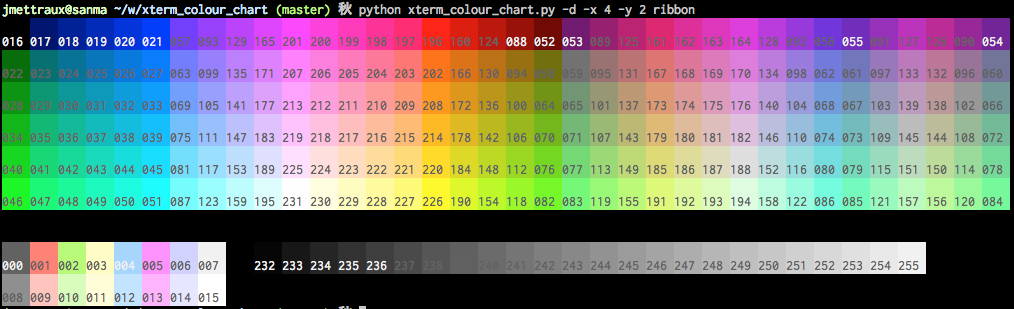 jmettraux@sanma ~/w/xterm_colour_chart (master) 秋 python xterm_colour_chart.py -d -x 4 -y 2 ribbon
016 017 018 019 020 021 057 093 129 165 201 200 199 198 197 196 160 124 088 052 053 089 125 161 162 163 164 128 092 056 055 091 127 126 090 054
022 023 024 025 026 027 063 099 135 171 207 206 205 204 203 202 166 130 094 058 059 095 131 167 168 169 170 134 098 062 061 097 133 132 096 060
028 029 030 031 032 033 069 105 141 177 213 212 211 210 209 208 172 136 100 064 065 101 137 173 174 175 176 140 104 068 067 103 139 138 102 066
034 035 036 037 038 039 075 111 147 183 219 218 217 216 215 214 178 142 106 070 071 107 143 179 180 181 182 146 110 074 073 109 145 144 108 072
040 041 042 043 044 045 081 117 153 189 225 224 223 222 221 220 184 148 112 076 077 113 149 185 186 187 188 152 116 080 079 115 151 150 114 078
046 047 048 049 050 051 087 123 159 195 231 230 229 228 227 226 190 154 118 082 083 119 155 191 192 193 194 158 122 086 085 121 157 156 120 084
000 001 002 003 004 005 006 007 232 233 234 235 236 237 238 239 240 241 242 243 244 245 246 247 248 249 250 251 252 253 254 255
008 009 010 011 012 013 014 015